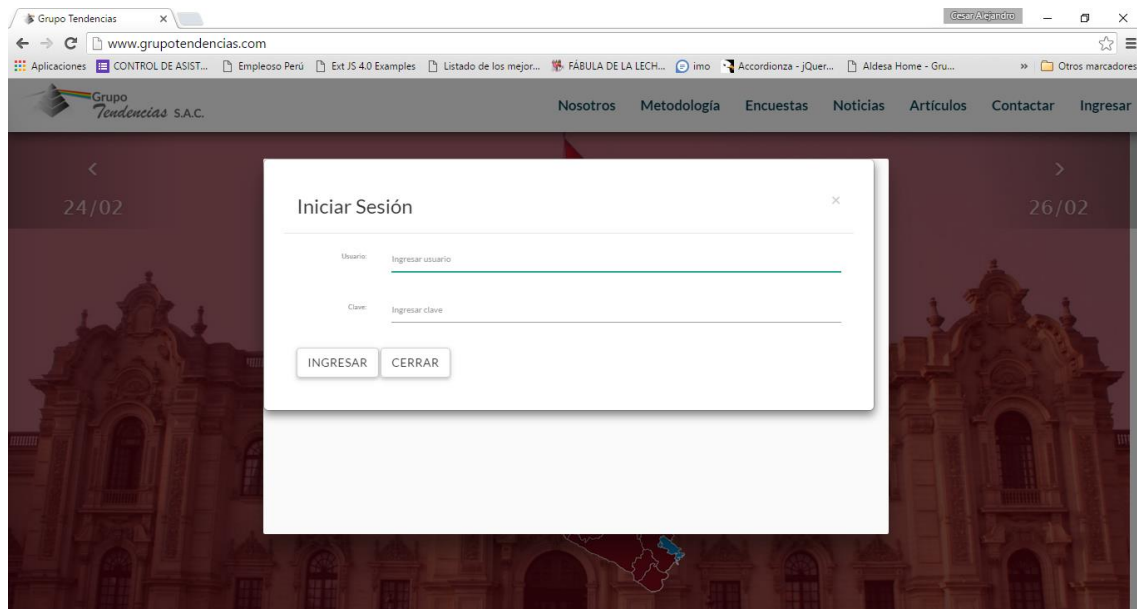 Grupo Tendencias
Cesar Alejandro
www.grupotendencias.com
Aplicaciones CONTROL DE ASIST... Empleoso Perú Ext JS 4.0 Examples Listado de los mejor... FÁBULA DE LA LECH... imo Accordionza - jQuer... Aldesa Home - Gru... » Otros marcadores
Grupo
Tendencias S.A.C.
Nosotros Metodología Encuestas Noticias Artículos Contactar Ingresar
24/02
26/02
Iniciar Sesión ×
Usuario: Ingresar usuario
Clave: Ingresar clave
INGRESAR CERRAR